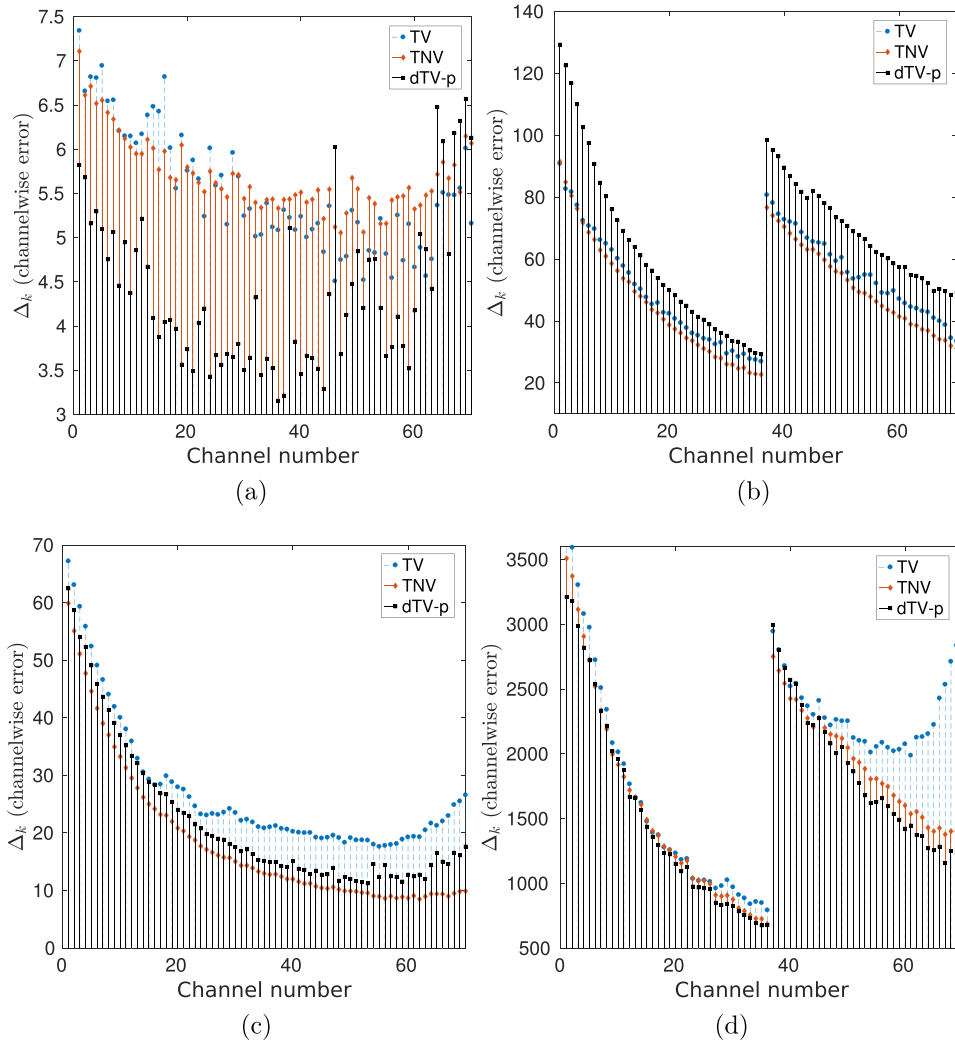 7.5
7
6.5
6
5.5
5
4.5
4
3.5
3
0
20
40
60
Δk (channelwise error)
Channel number
TV
TNV
dTV-p
(a)
140
120
100
80
60
40
20
0
20
40
60
Δk (channelwise error)
Channel number
TV
TNV
dTV-p
(b)
70
60
50
40
30
20
10
0
0
20
40
60
Δk (channelwise error)
Channel number
TV
TNV
dTV-p
(c)
3500
3000
2500
2000
1500
1000
500
0
20
40
60
Δk (channelwise error)
Channel number
TV
TNV
dTV-p
(d)